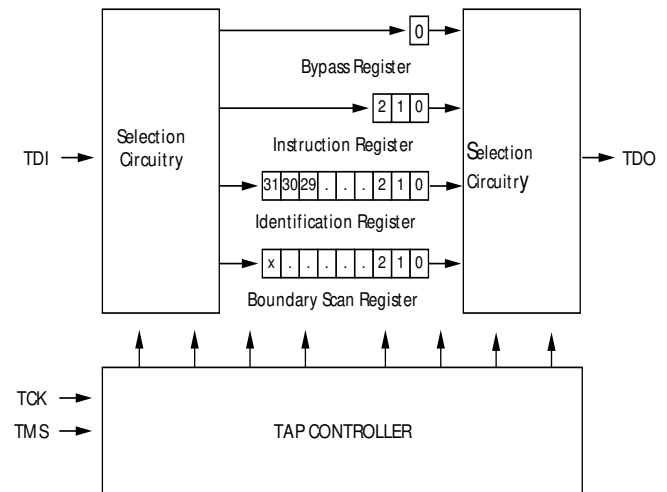 0
Bypass Register
2 1 0
Selection
Circuitry
Instruction Register
Selection
Circuitry
TDI
TDO
31 30 29 . . . 2 1 0
Identification Register
x . . . . . 2 1 0
Boundary Scan Register
TCK
TMS
TAP CONTROLLER